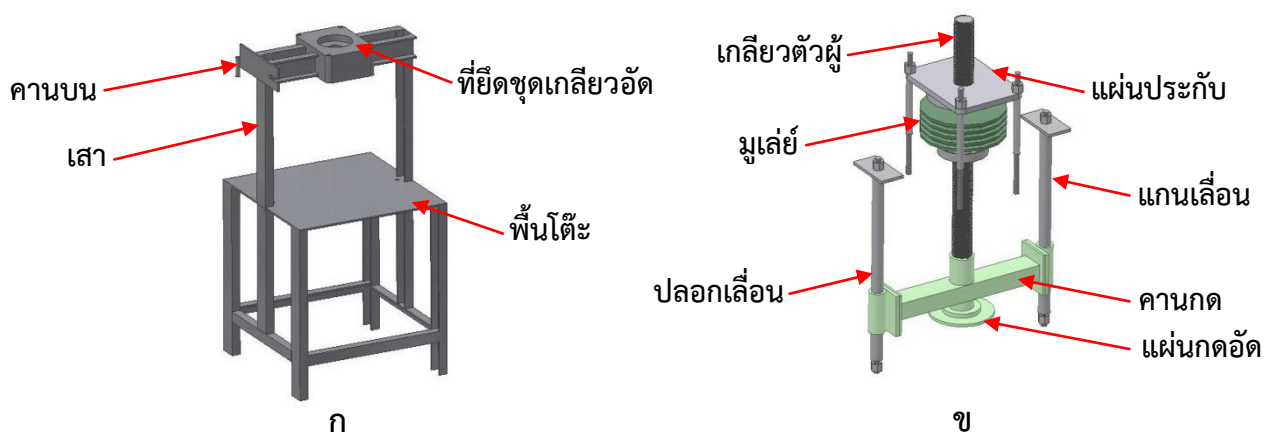 คานบน
เสา
ที่ยึดชุดเกลียวอัด
พื้นโต๊ะ
ก
เกลียวตัวผู้
แผ่นประกับ
มูเล่ย์
แกนเลื่อน
ปลอกเลื่อน
คานกด
แผ่นกดอัด
ข